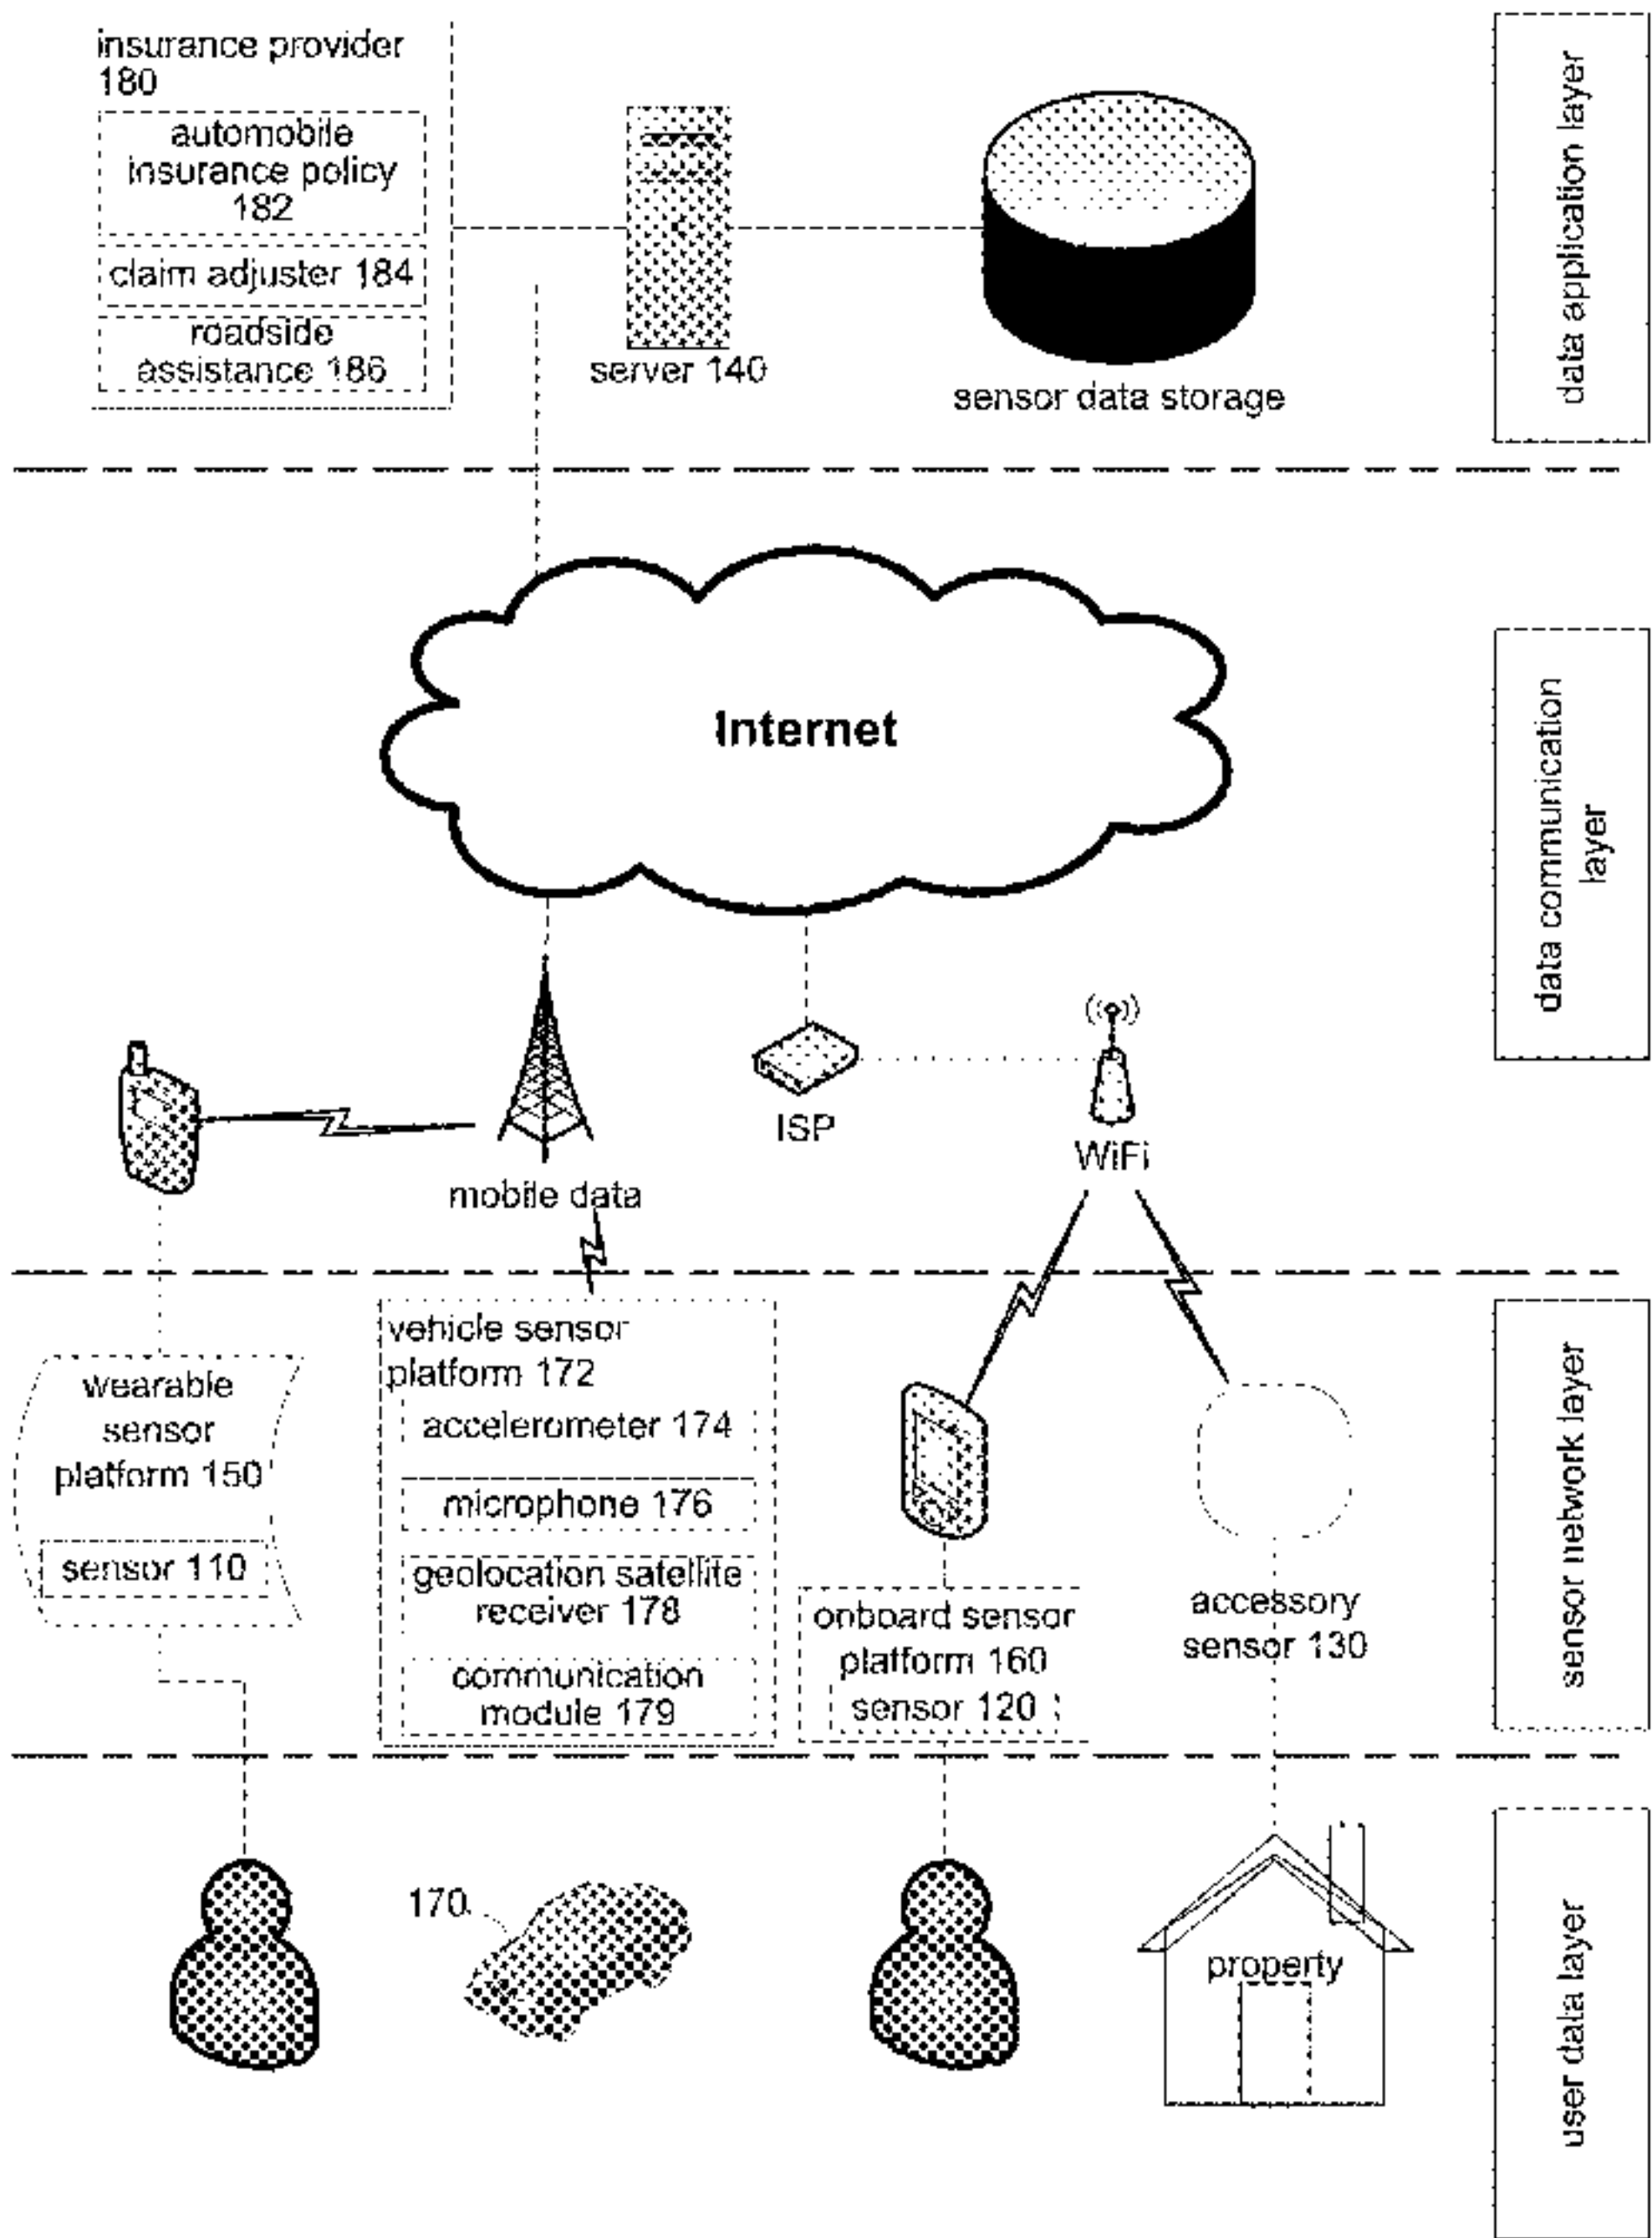 insurance provider
180
automobile
insurance policy
182
claim adjuster 184
roadside
assistance 186
server 140
sensor data storage
data application layer
Internet
data communication
layer
ISP
WiFi
mobile data
vehicle sensor
platform 172
accelerometer 174
microphone 176
geolocation satellite
receiver 178
communication
module 179
wearable
sensor
platform 150
sensor 110
onboard sensor
platform 160
sensor 120
accessory
sensor 130
sensor network layer
170
property
user data layer